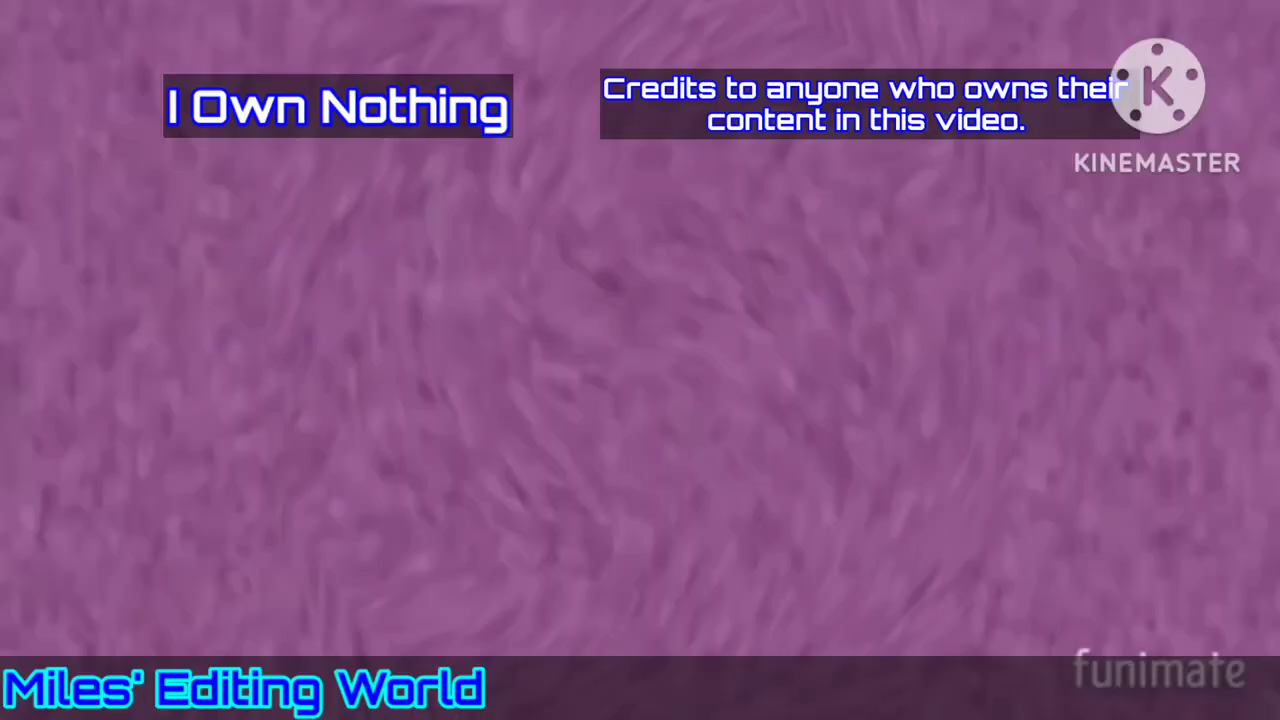 I Own Nothing
Credits to anyone who owns their
content in this video.
K
KINEMASTER
funimate
Miles' Editing World